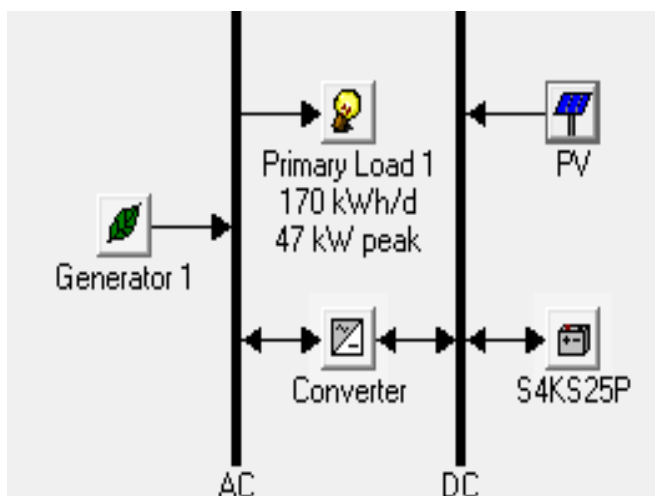 Primary Load 1
170 kWh/d
47 kW peak
PV
Generator 1
Converter
S4KS25P
AC
DC